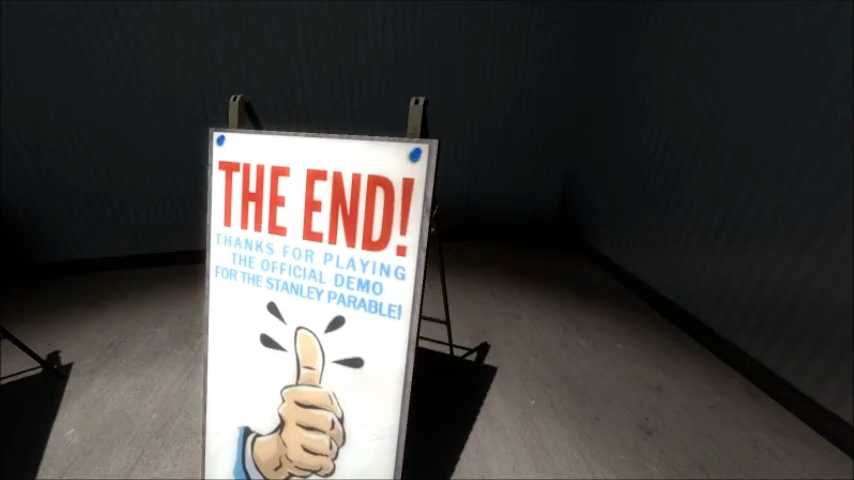 THE END!
THANKS FOR PLAYING
THE OFFICIAL DEMO
FOR THE STANLEY PARABLE!